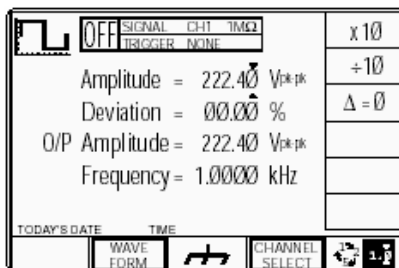 OFF SIGNAL CH1 1MΩ
TRIGGER NONE
x 10
Amplitude = 222.40 Vpk-pk
÷ 10
Deviation = 00.00 %
Δ = 0
O/P Amplitude = 222.40 Vpk-pk
Frequency = 1.0000 kHz
TODAY'S DATE TIME
WAVE FORM
CHANNEL SELECT